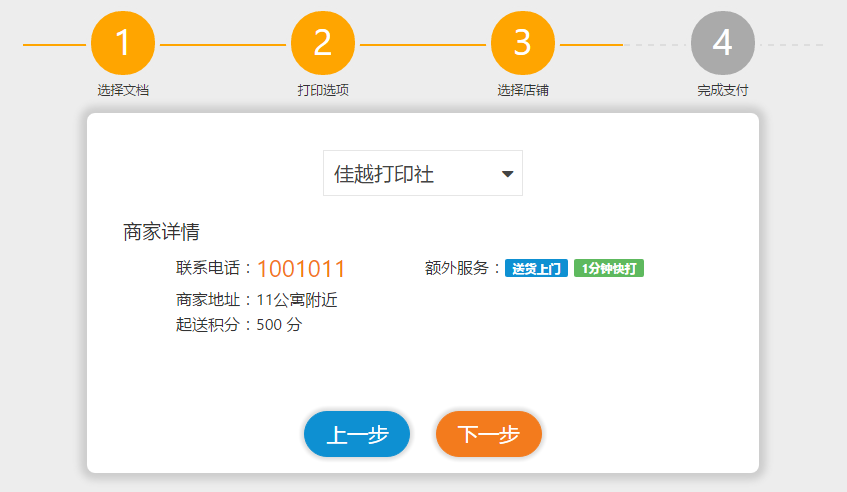 1 2 3 4
选择文档 打印选项 选择店铺 完成支付
佳越打印社
商家详情
联系电话：1001011 额外服务：送货上门 1分钟快打
商家地址：11公寓附近
起送积分：500 分
上一步 下一步